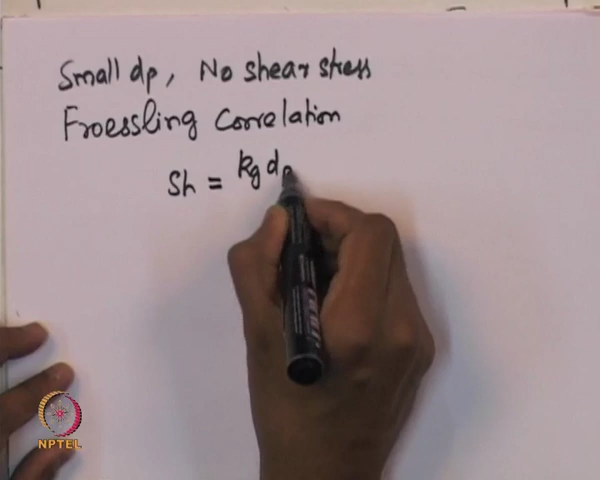 Small dp, No shear stress
Froessling Correlation
Sh = kg dp
NPTEL